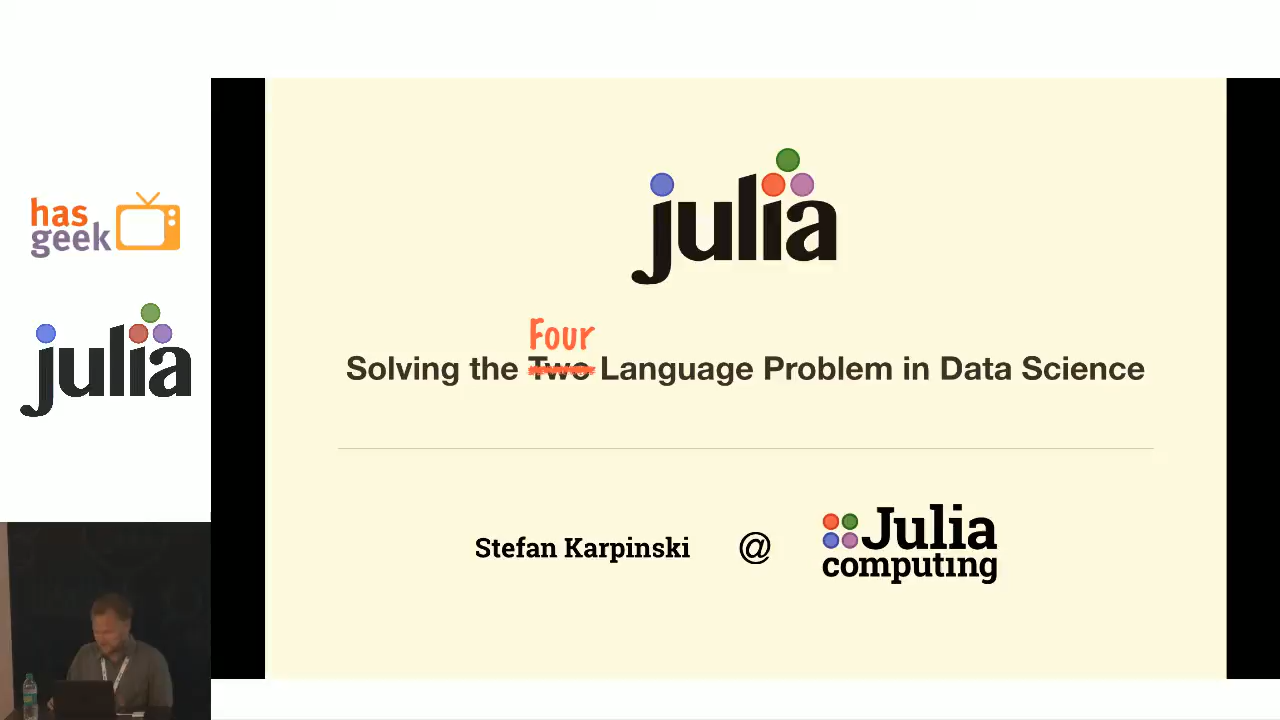 has
geek
julia
julia
Four
Solving the Two Language Problem in Data Science
Stefan Karpinski @ Julia
computing